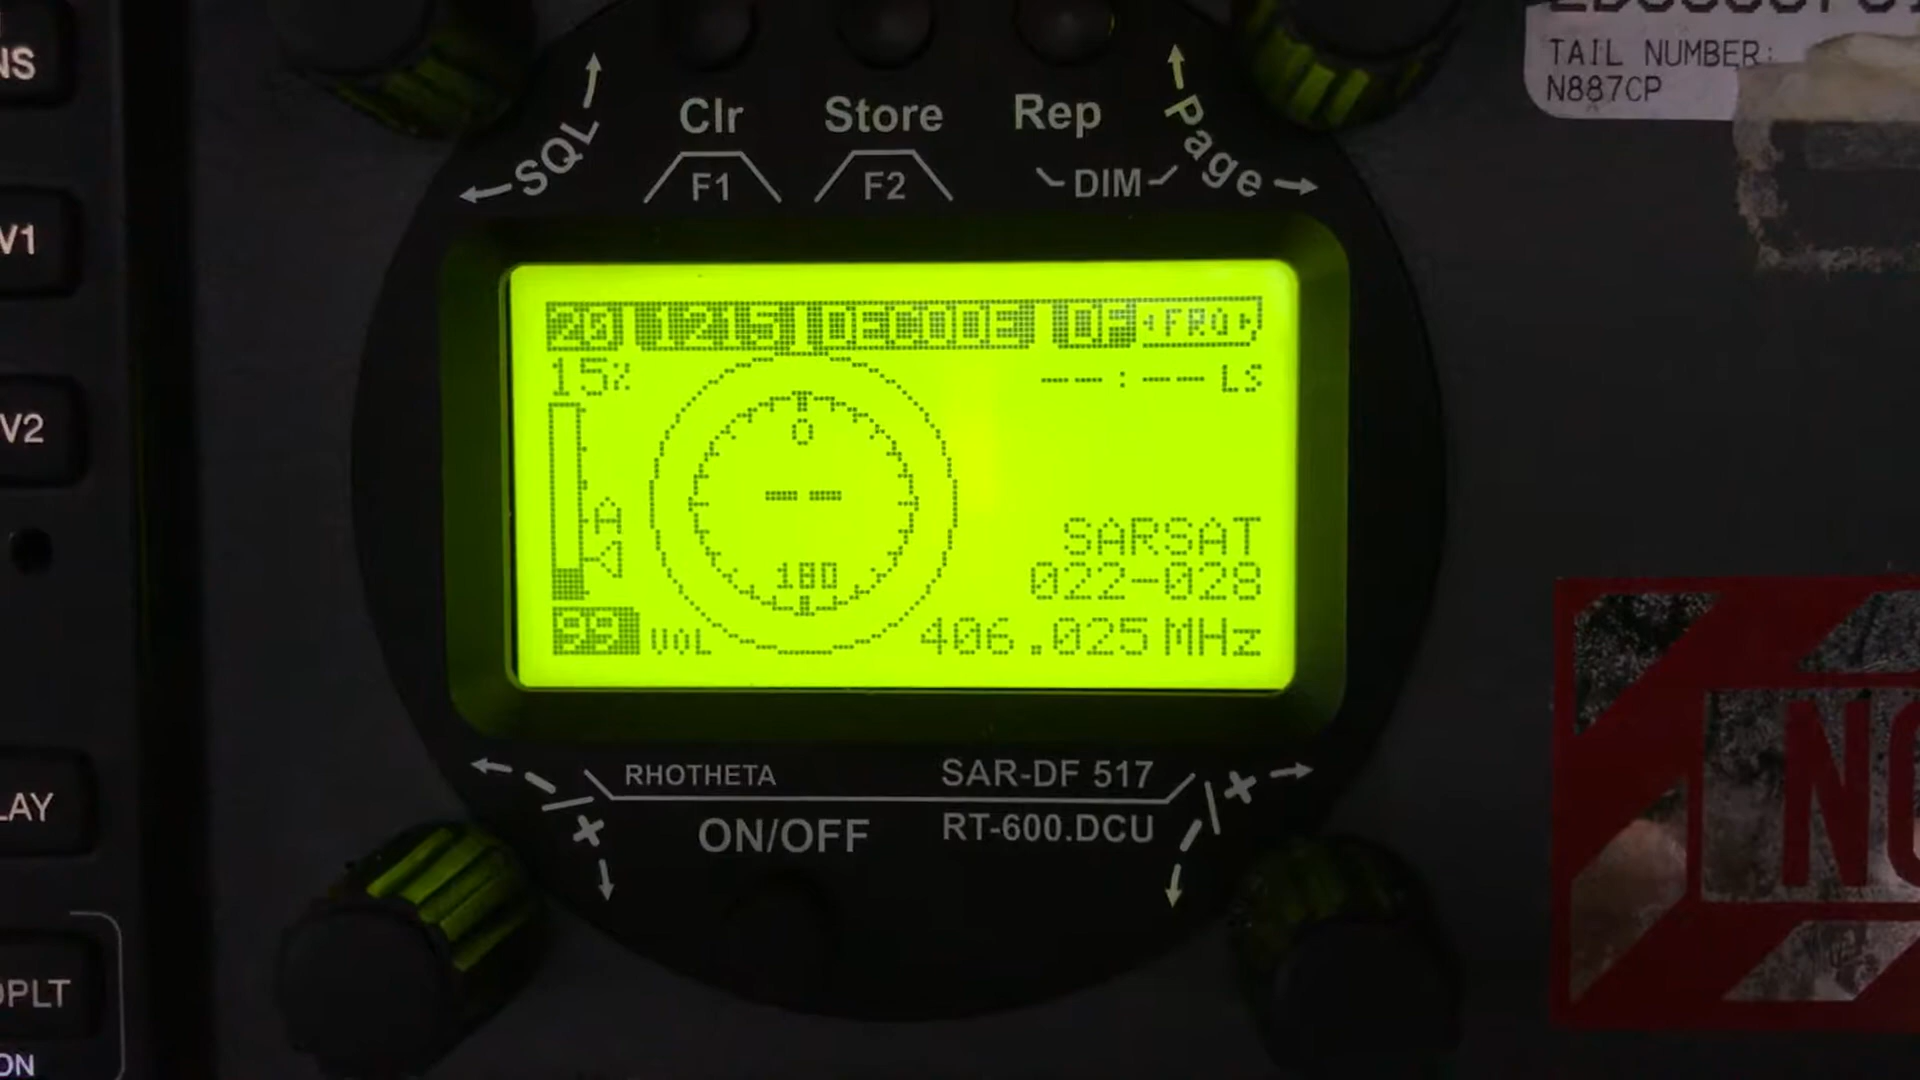 NS
TAIL NUMBER:
N887CP
SQL
Clr
Store
Rep
Page
F1
F2
DIM
V1
20 121.5 DECODE DF ◂FRQ▸
15%
--:-- LS
0
V2
--
A
SARSAT
180
022-028
99 VOL
406.025 MHz
RHOTHETA
SAR-DF 517
- / +
- / +
LAY
ON/OFF
RT-600.DCU
NO
OPLT
ON